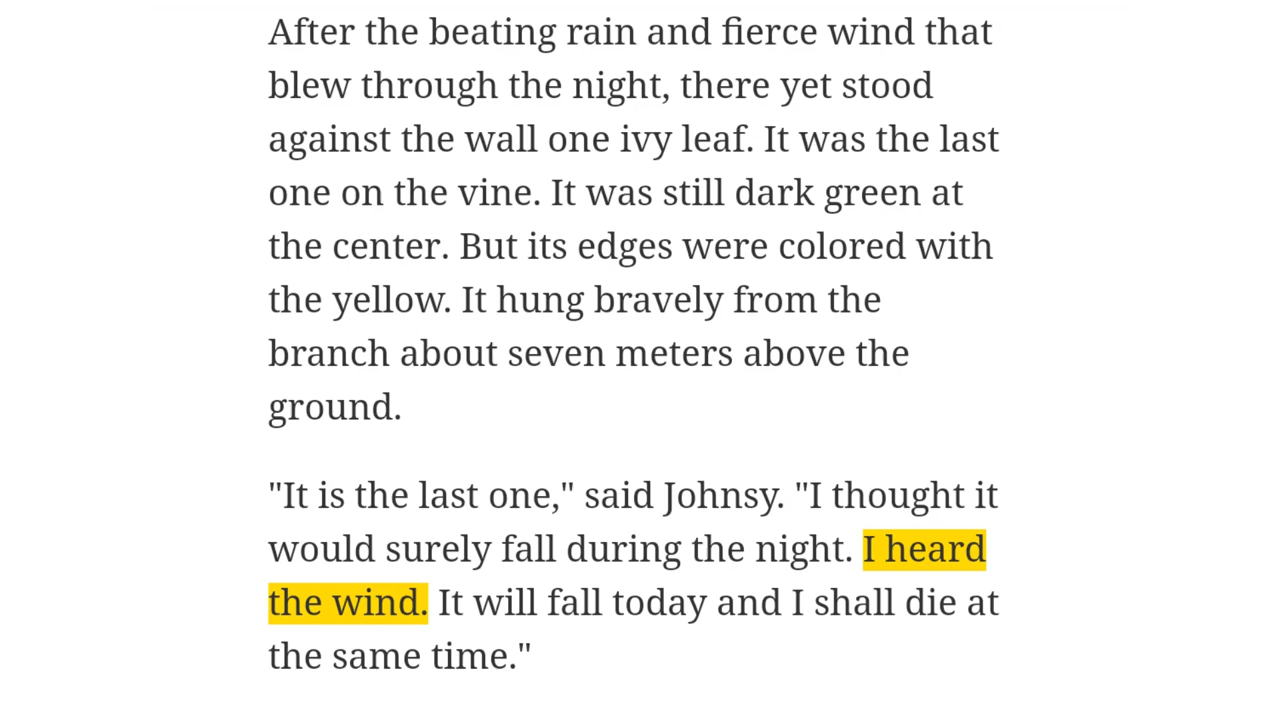 After the beating rain and fierce wind that
blew through the night, there yet stood
against the wall one ivy leaf. It was the last
one on the vine. It was still dark green at
the center. But its edges were colored with
the yellow. It hung bravely from the
branch about seven meters above the
ground.
"It is the last one," said Johnsy. "I thought it
would surely fall during the night. I heard
the wind. It will fall today and I shall die at
the same time."